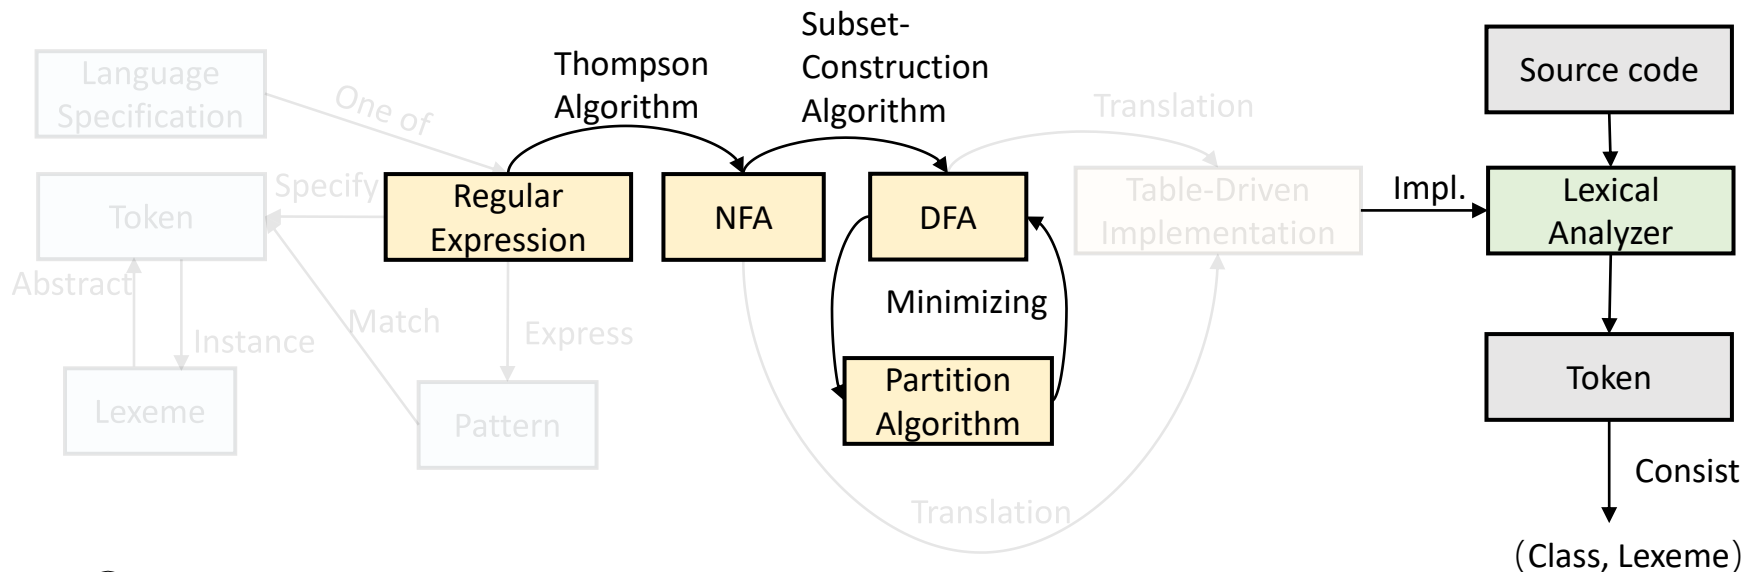 Subset-
Construction
Algorithm
Thompson
Algorithm
Language
Specification
One of
Translation
Source code
Token
Specify
Regular
Expression
NFA
DFA
Table-Driven
Implementation
Impl.
Lexical
Analyzer
Abstract
Instance
Match
Express
Minimizing
Lexeme
Pattern
Partition
Algorithm
Token
Translation
Consist
(Class, Lexeme)